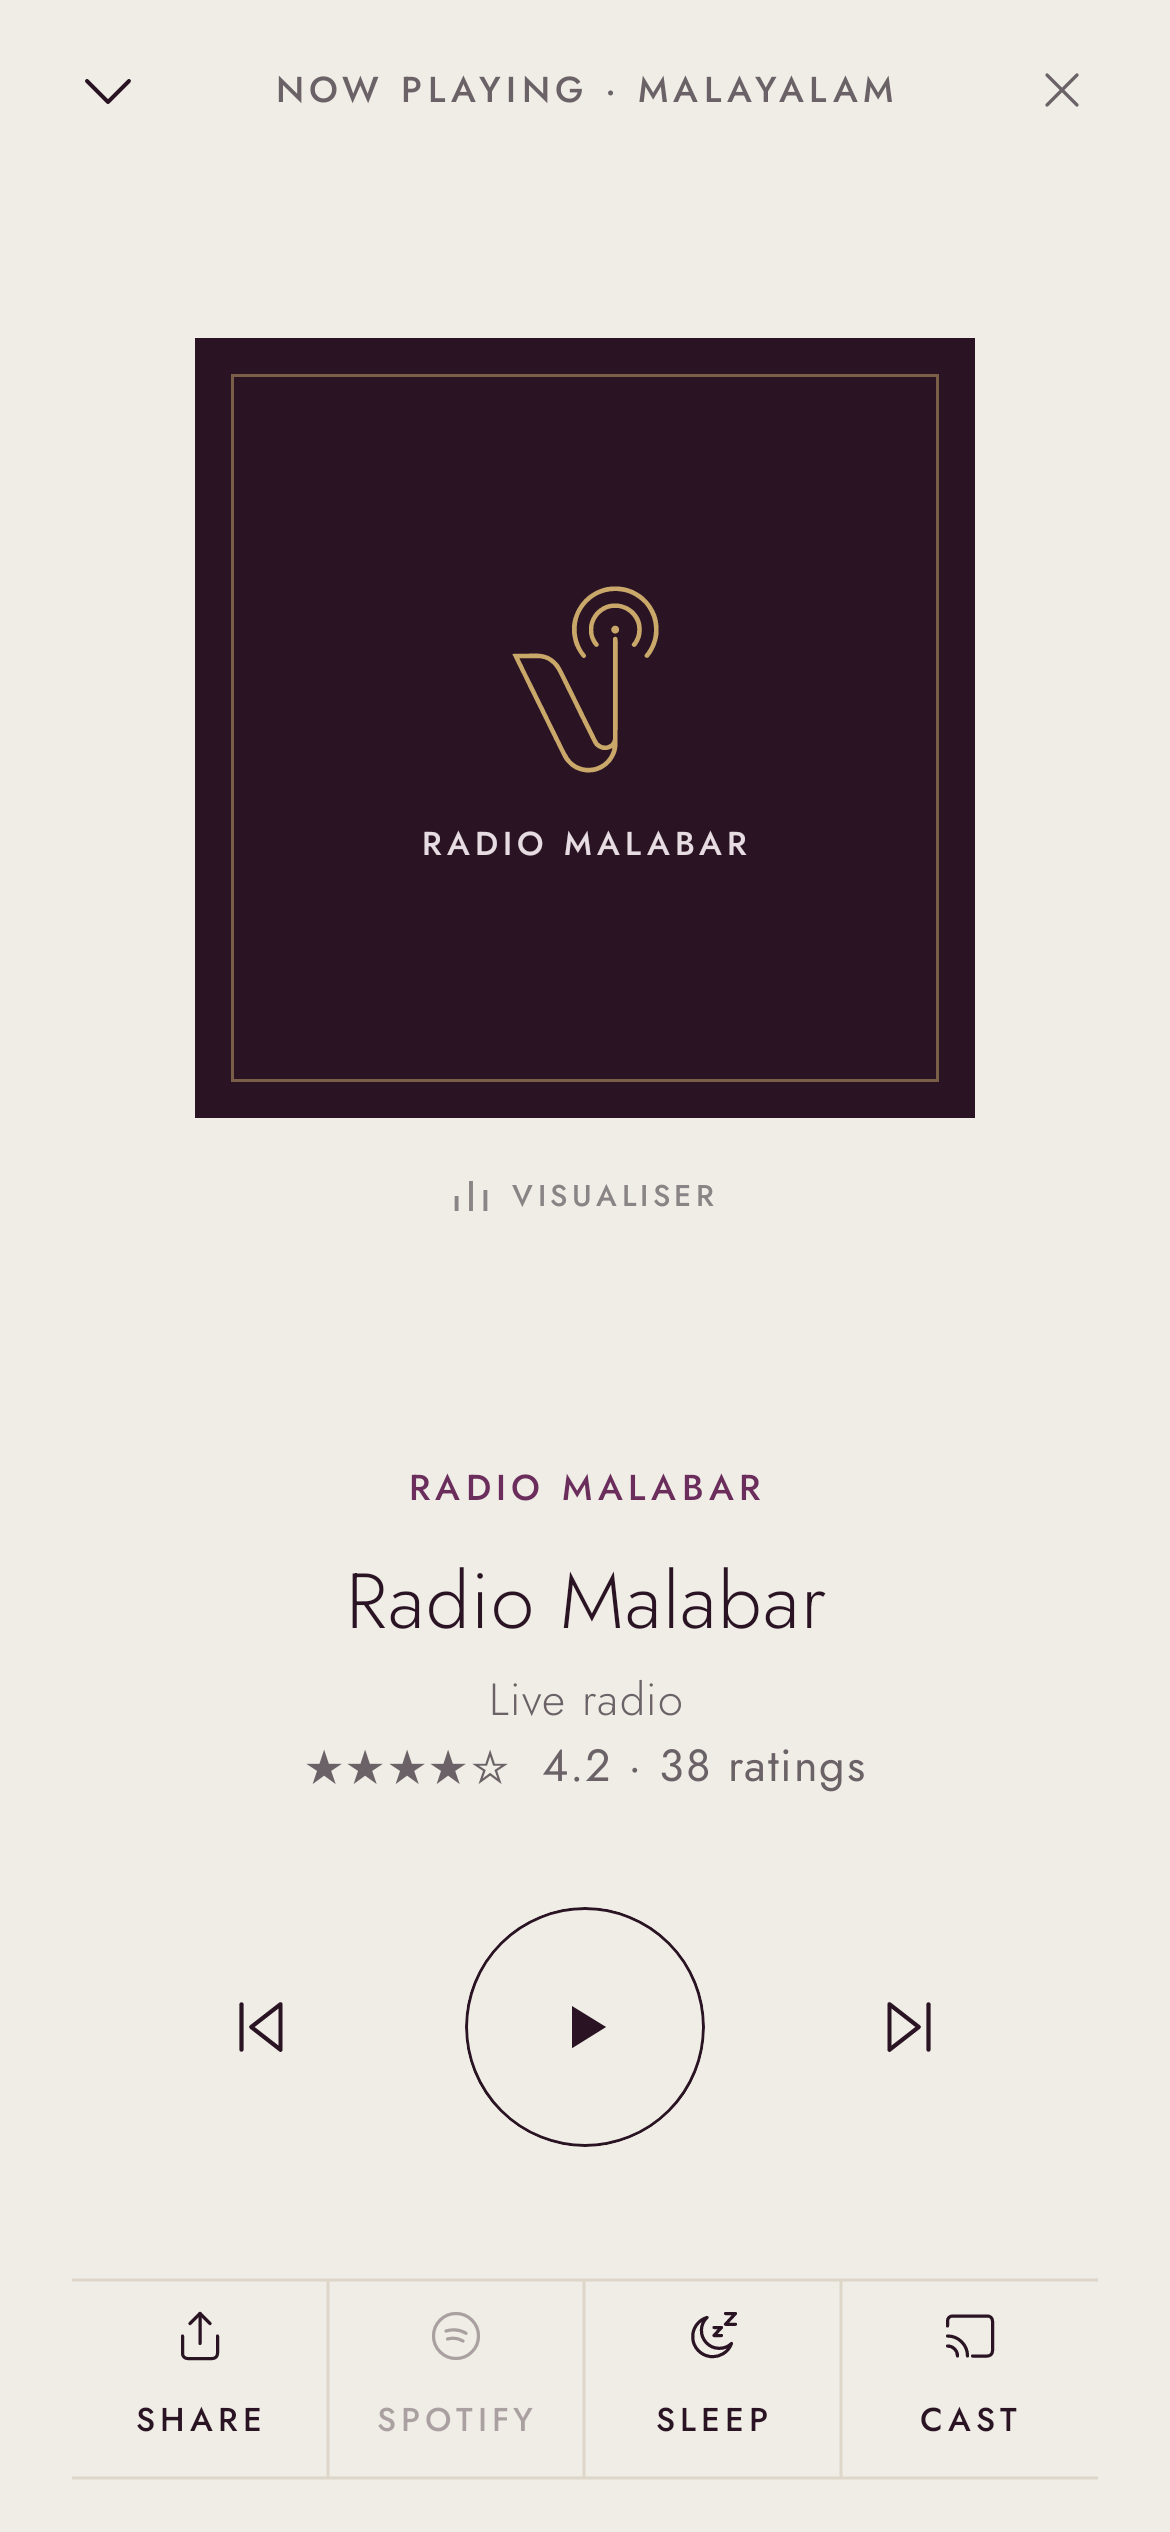 NOW PLAYING · MALAYALAM
RADIO MALABAR
VISUALISER
RADIO MALABAR
Radio Malabar
Live radio
★★★★☆ 4.2 · 38 ratings
SHARE
SPOTIFY
SLEEP
CAST